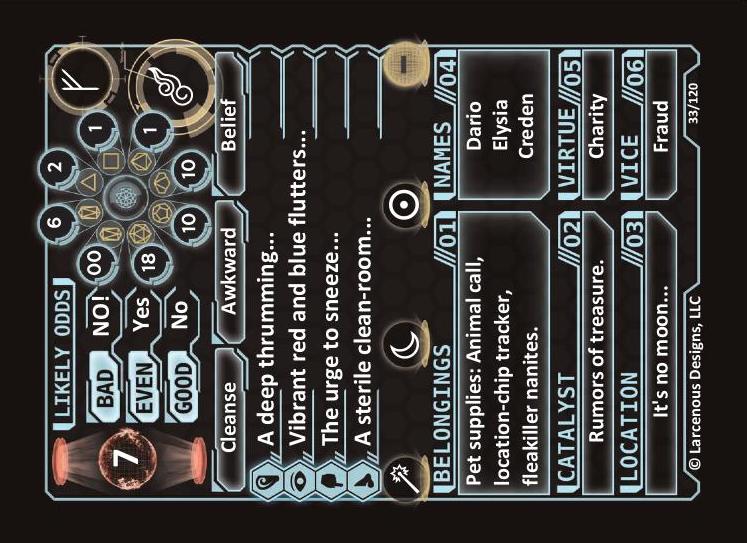 7
LIKELY ODDS
BAD NO!
EVEN Yes
GOOD No
00
6
2
1
1
10
10
18
Cleanse Awkward Belief
A deep thrumming...
Vibrant red and blue flutters...
The urge to sneeze...
A sterile clean-room...
BELONGINGS 01
Pet supplies: Animal call,
location-chip tracker,
fleakiller nanites.
NAMES 04
Dario
Elysia
Creden
CATALYST 02
Rumors of treasure.
VIRTUE 05
Charity
LOCATION 03
It's no moon...
VICE 06
Fraud
© Larcenous Designs, LLC
33/120